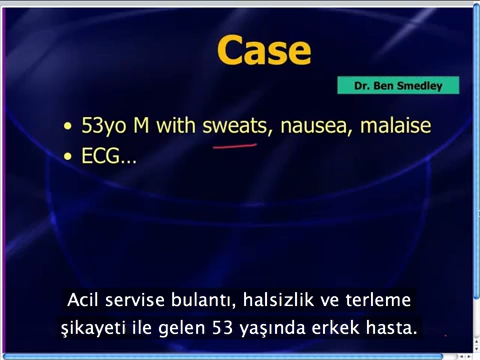 Case
Dr. Ben Smedley
• 53yo M with sweats, nausea, malaise
• ECG...
Acil servise bulantı, halsizlik ve terleme
şikayeti ile gelen 53 yaşında erkek hasta.